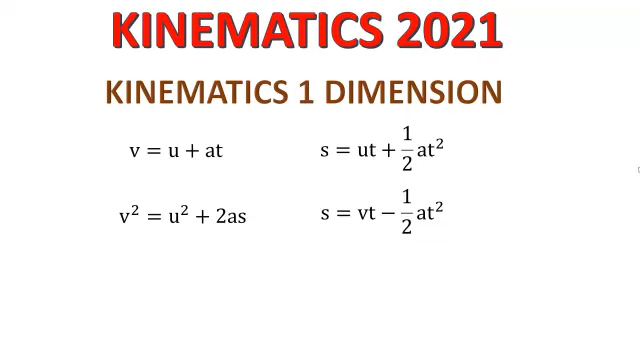 KINEMATICS 2021
KINEMATICS 1 DIMENSION
v = u + at
s = ut + 1/2 at²
v² = u² + 2as
s = vt − 1/2 at²